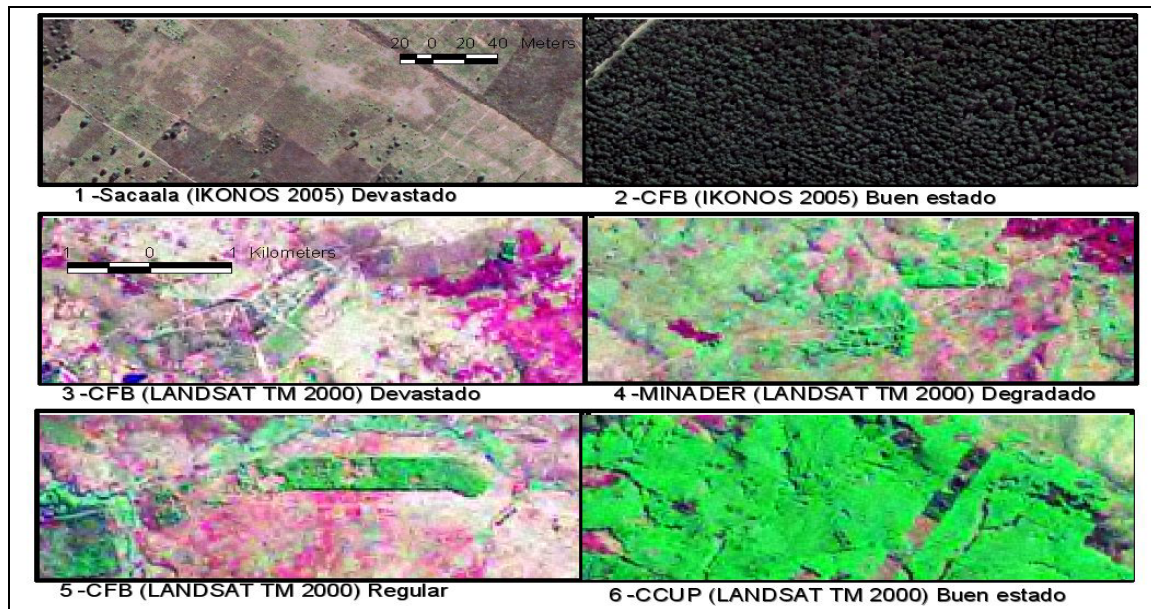 20 0 20 40 Meters
1 -Sacaala (IKONOS 2005) Devastado
2 -CFB (IKONOS 2005) Buen estado
1 0 1 Kilometers
3 -CFB (LANDSAT TM 2000) Devastado
4 -MINADER (LANDSAT TM 2000) Degradado
5 -CFB (LANDSAT TM 2000) Regular
6 -CCUP (LANDSAT TM 2000) Buen estado